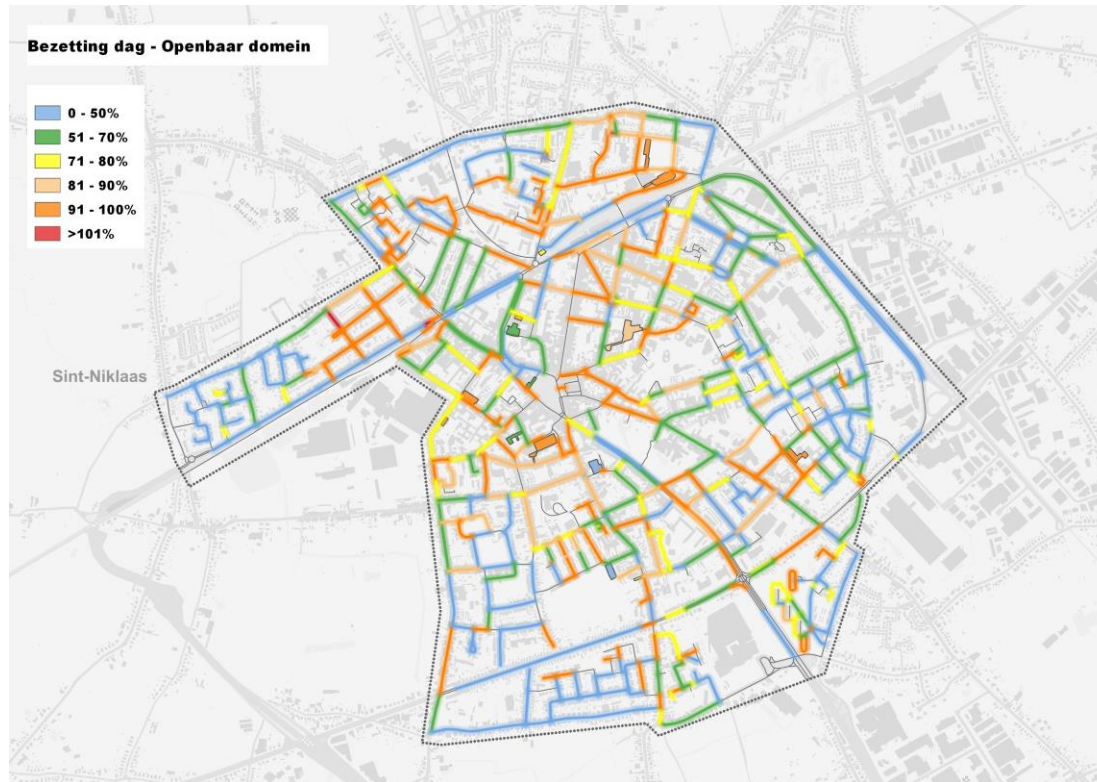 Bezetting dag - Openbaar domein
0 - 50%
51 - 70%
71 - 80%
81 - 90%
91 - 100%
>101%
Sint-Niklaas